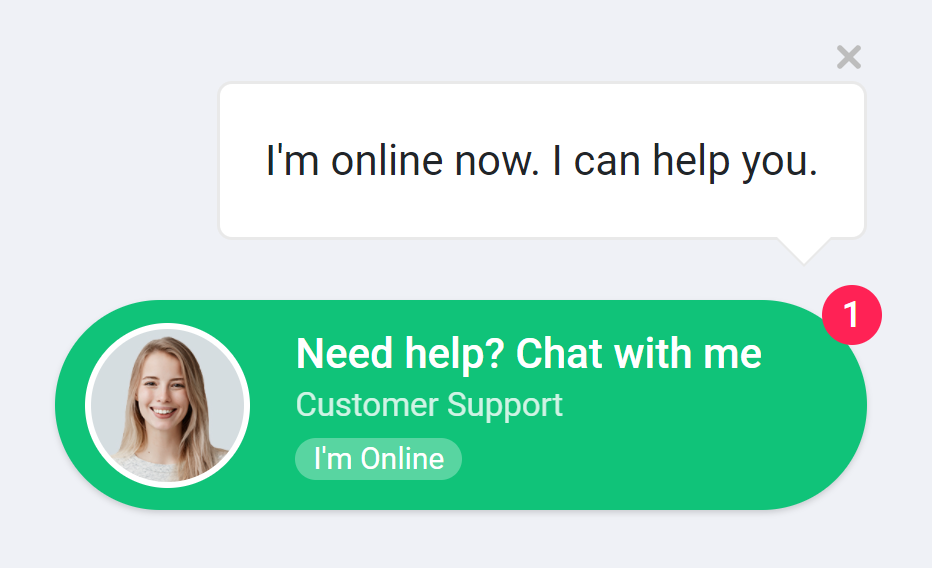 I'm online now. I can help you.
1
Need help? Chat with me
Customer Support
I'm Online